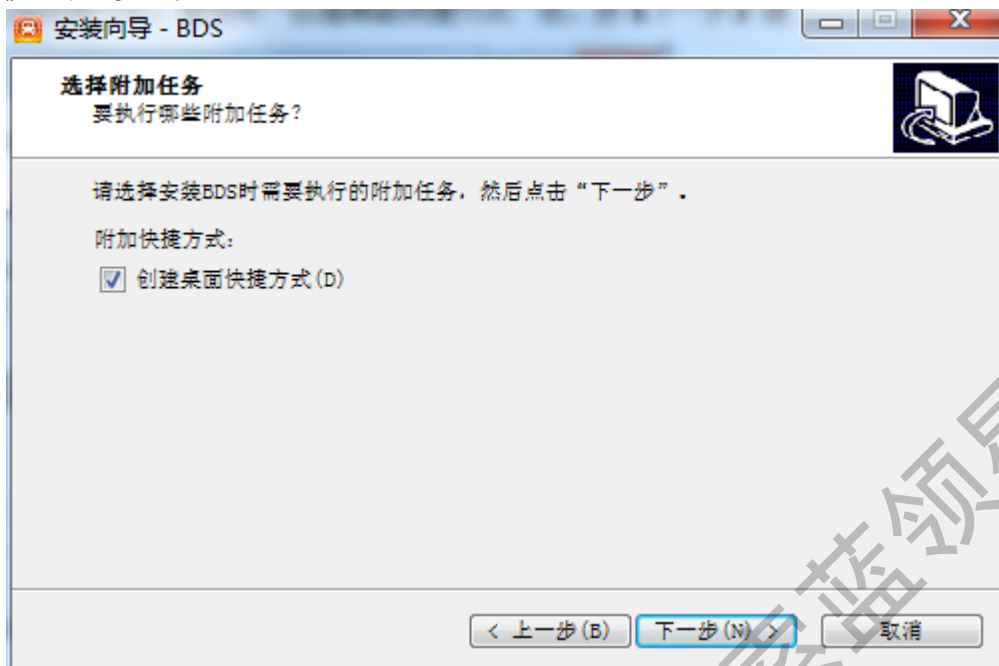 安装向导 - BDS
选择附加任务
要执行哪些附加任务?
请选择安装BDS时需要执行的附加任务，然后点击“下一步”.
附加快捷方式:
创建桌面快捷方式(D)
< 上一步(B) 下一步(N) > 取消
蓝领